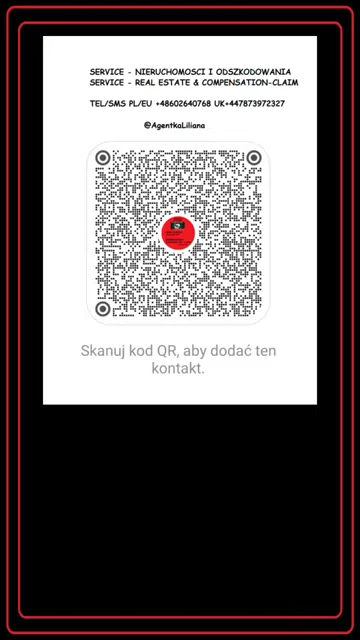 SERVICE - NIERUCHOMOSCI I ODSZKODOWANIA
SERVICE - REAL ESTATE & COMPENSATION-CLAIM
TEL/SMS PL/EU +48602640768 UK+447873972327
@AgentkaLiliana
Skanuj kod QR, aby dodać ten
kontakt.